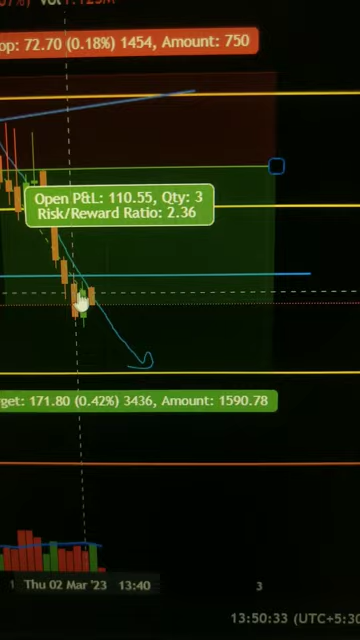 op: 72.70 (0.18%) 1454, Amount: 750
Open P&L: 110.55, Qty: 3
Risk/Reward Ratio: 2.36
get: 171.80 (0.42%) 3436, Amount: 1590.78
1 Thu 02 Mar '23 13:40 3
13:50:33 (UTC+5:30